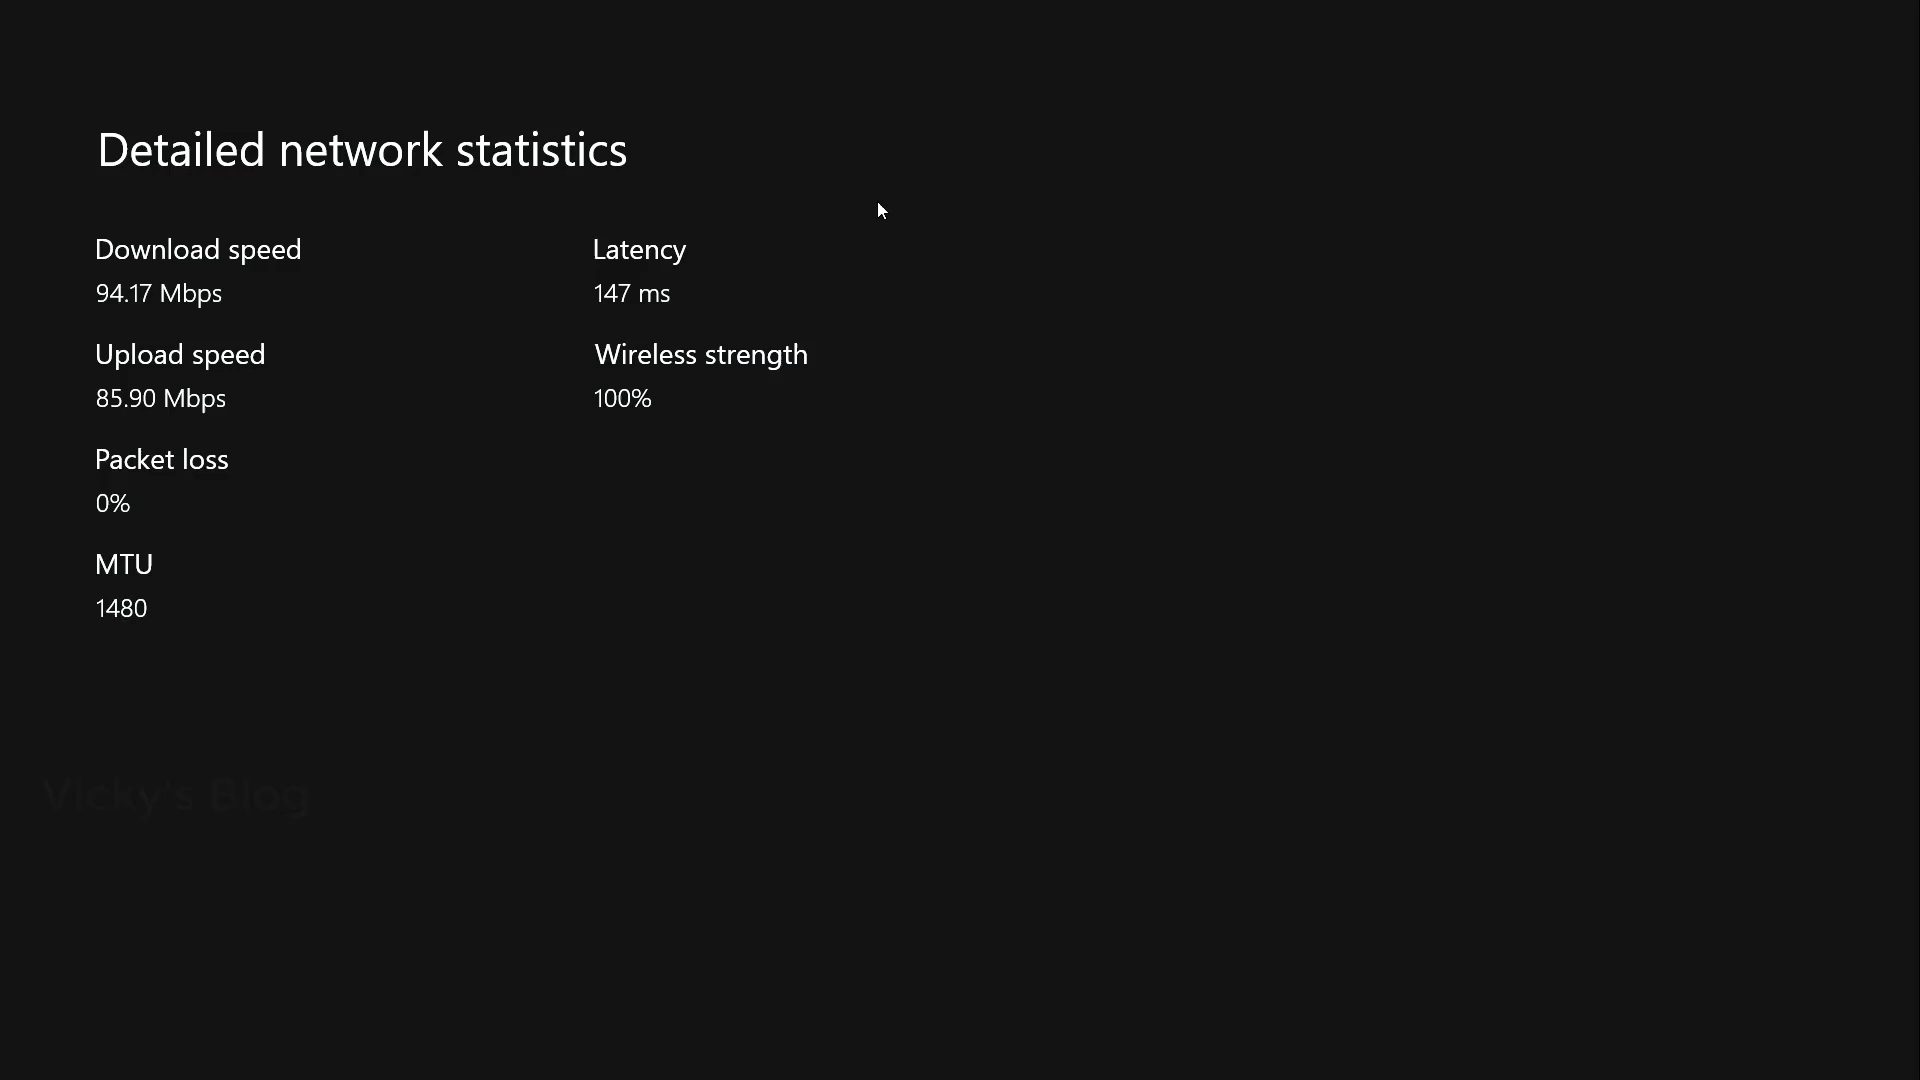 Detailed network statistics
Download speed
94.17 Mbps
Upload speed
85.90 Mbps
Packet loss
0%
MTU
1480
Latency
147 ms
Wireless strength
100%
Vicky's Blog